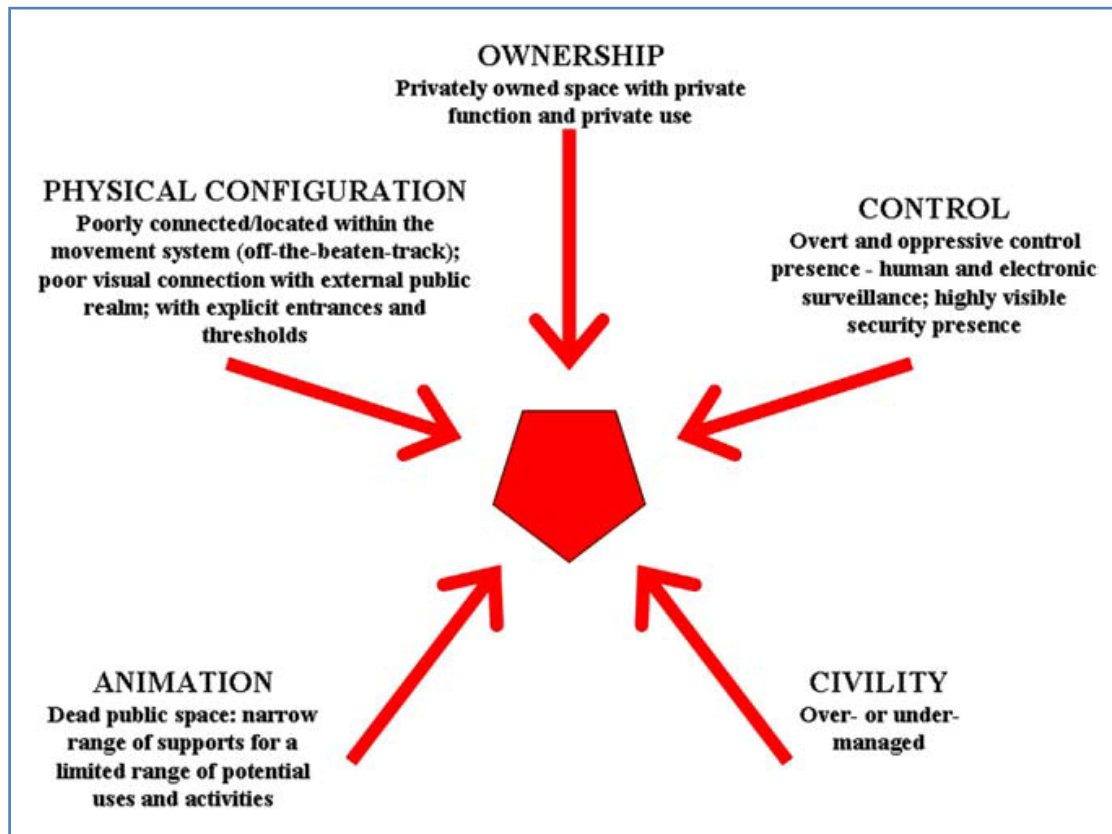 OWNERSHIP
Privately owned space with private
function and private use
PHYSICAL CONFIGURATION
Poorly connected/located within the
movement system (off-the-beaten-track);
poor visual connection with external public
realm; with explicit entrances and
thresholds
CONTROL
Overt and oppressive control
presence - human and electronic
surveillance; highly visible
security presence
ANIMATION
Dead public space: narrow
range of supports for a
limited range of potential
uses and activities
CIVILITY
Over- or under-
managed